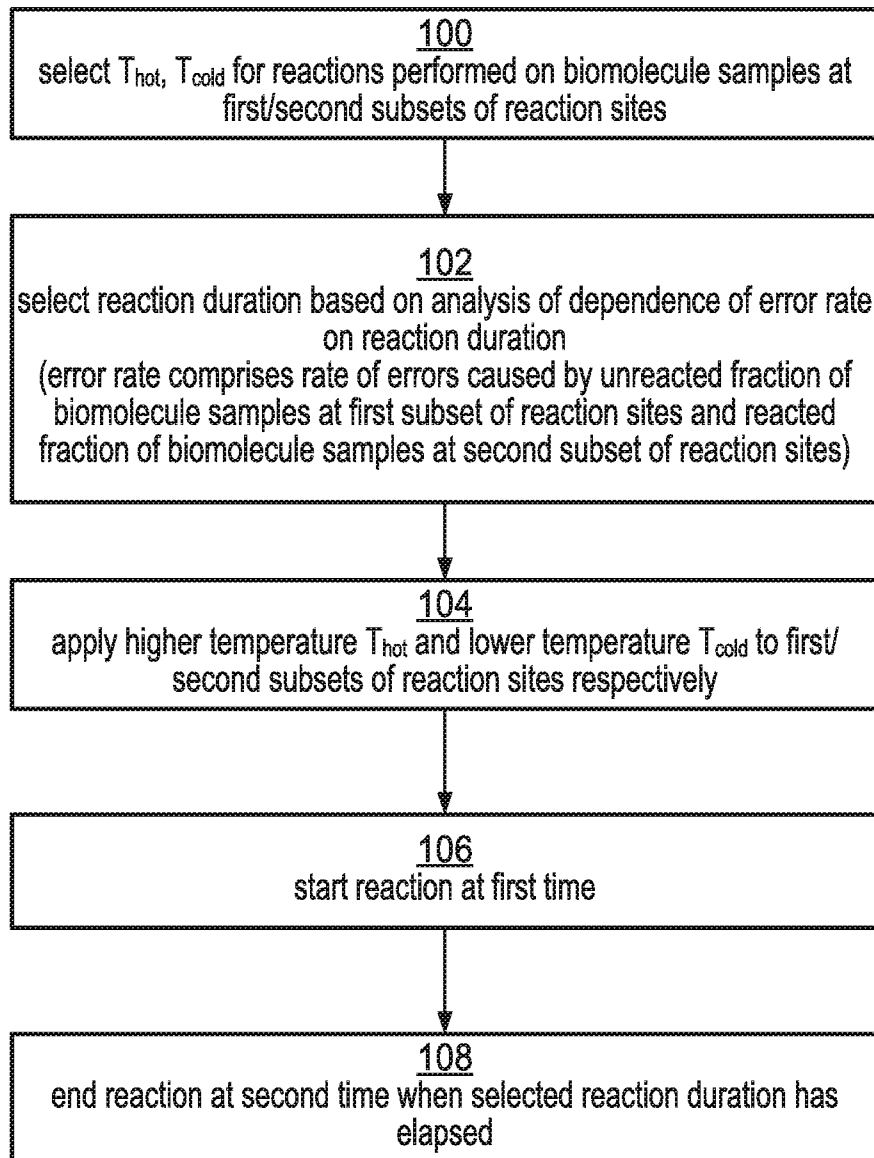 100
select Thot, Tcold for reactions performed on biomolecule samples at
first/second subsets of reaction sites
102
select reaction duration based on analysis of dependence of error rate
on reaction duration
(error rate comprises rate of errors caused by unreacted fraction of
biomolecule samples at first subset of reaction sites and reacted
fraction of biomolecule samples at second subset of reaction sites)
104
apply higher temperature Thot and lower temperature Tcold to first/
second subsets of reaction sites respectively
106
start reaction at first time
108
end reaction at second time when selected reaction duration has
elapsed